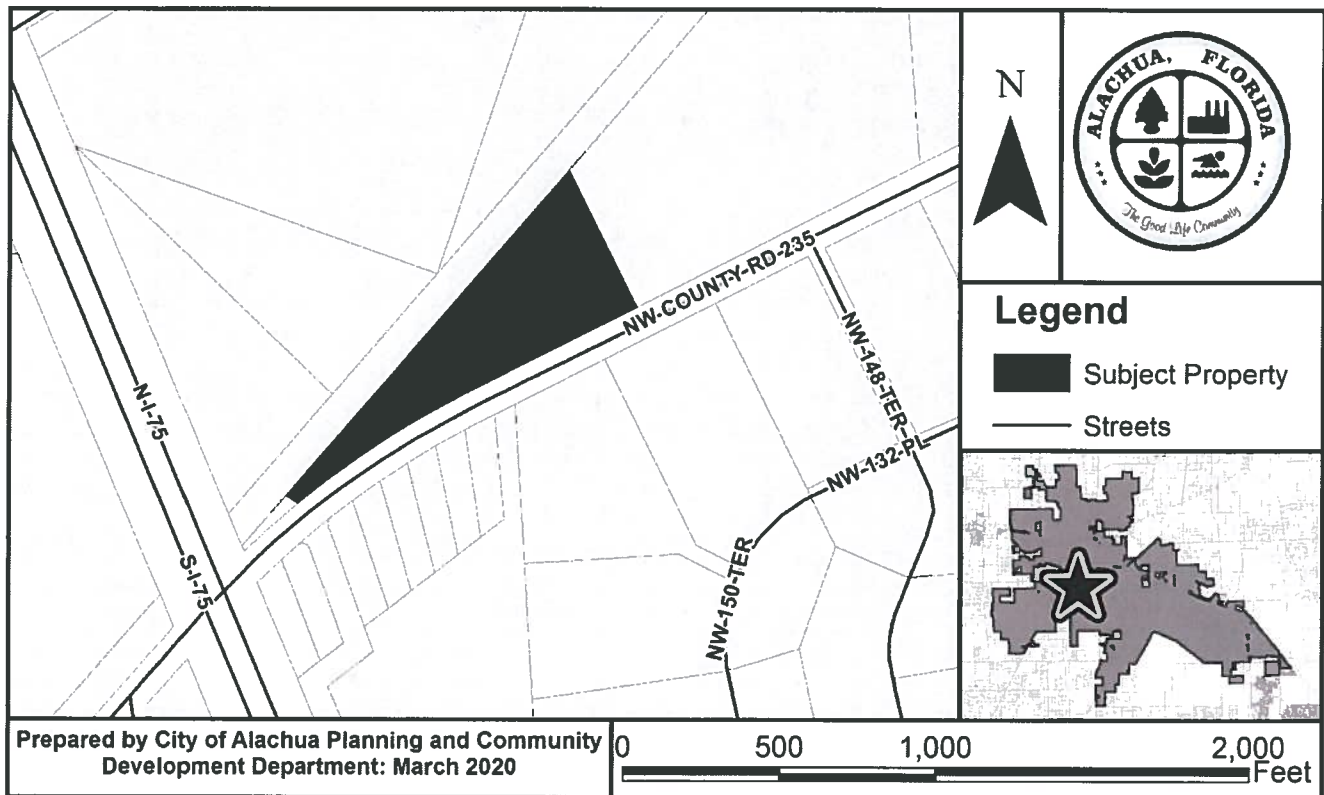 NW-COUNTY-RD-235
NW-148-TER
NW-132-PL
NW-150-TER
N-I-75
S-I-75
N
ALACHUA, FLORIDA
The Good Life Community
Legend
Subject Property
Streets
Prepared by City of Alachua Planning and Community
Development Department: March 2020
0 500 1,000 2,000
Feet